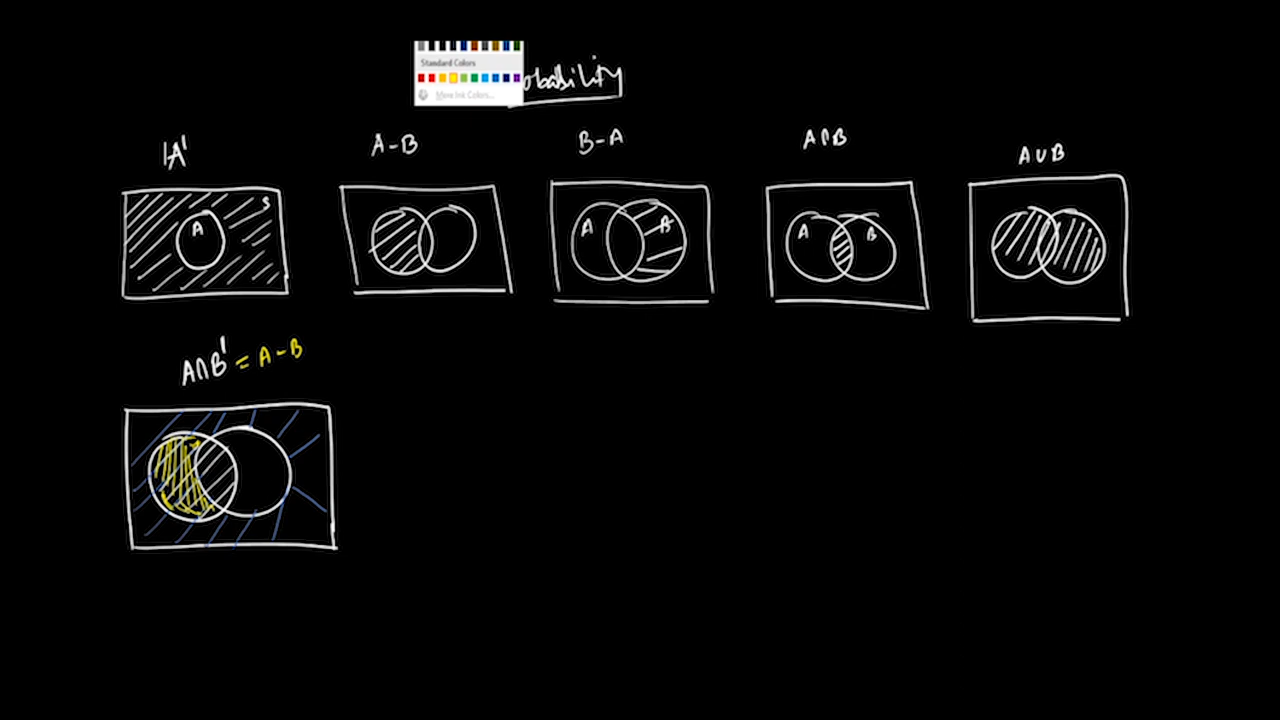 Standard Colors
More Ink Colors...
obability
A'
A-B
B-A
A∩B
A∪B
S
A
A
A
B
A∩B' = A-B